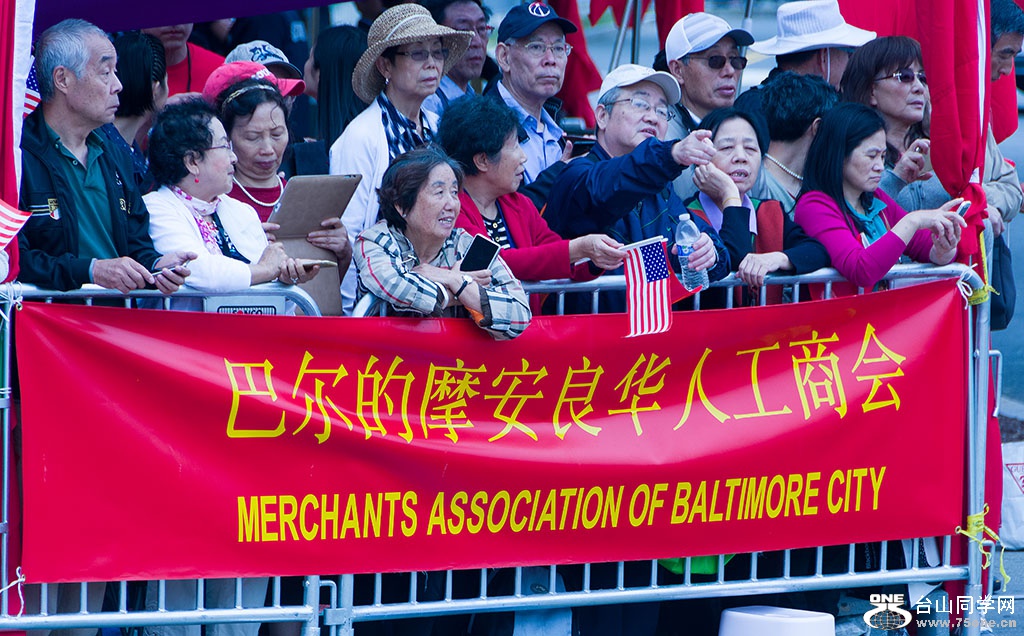 巴尔的摩安良华人工商会
MERCHANTS ASSOCIATION OF BALTIMORE CITY
ONE 台山同学网